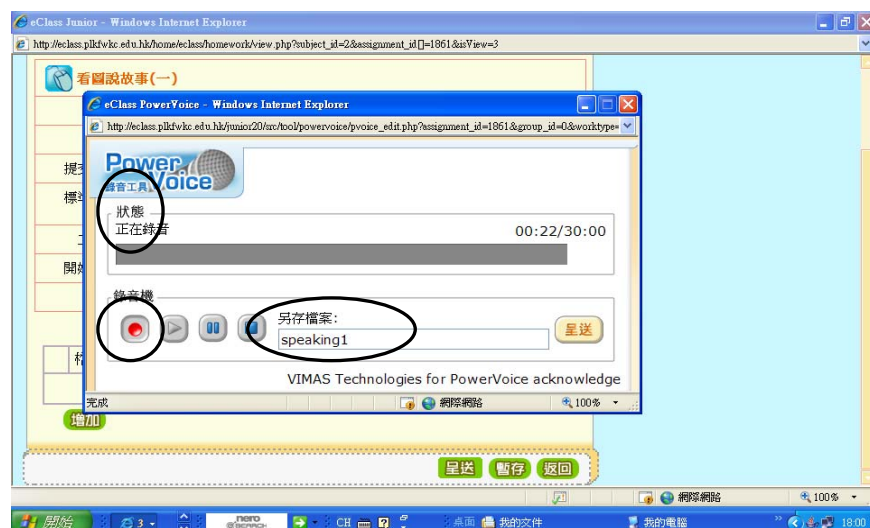 eClass Junior - Windows Internet Explorer
http://eclass.plkfwkc.edu.hk/home/eclass/homework/view.php?subject_id=2&assignment_id[]=1861&isView=3
看圖說故事(一)
eClass PowerVoice - Windows Internet Explorer
http://eclass.plkfwkc.edu.hk/junior20/src/tool/powervoice/pvoice_edit.php?assignment_id=1861&group_id=0&worktype=
Power Voice
錄音工具
狀態
正在錄音 00:22/30:00
錄音機
另存檔案:
speaking1
呈送
VIMAS Technologies for PowerVoice acknowledge
完成 網際網路 100%
開始
增加
呈送 暫存 返回
網際網路 100%
開始 3 nero CH 桌面 我的文件 我的電腦 18:00